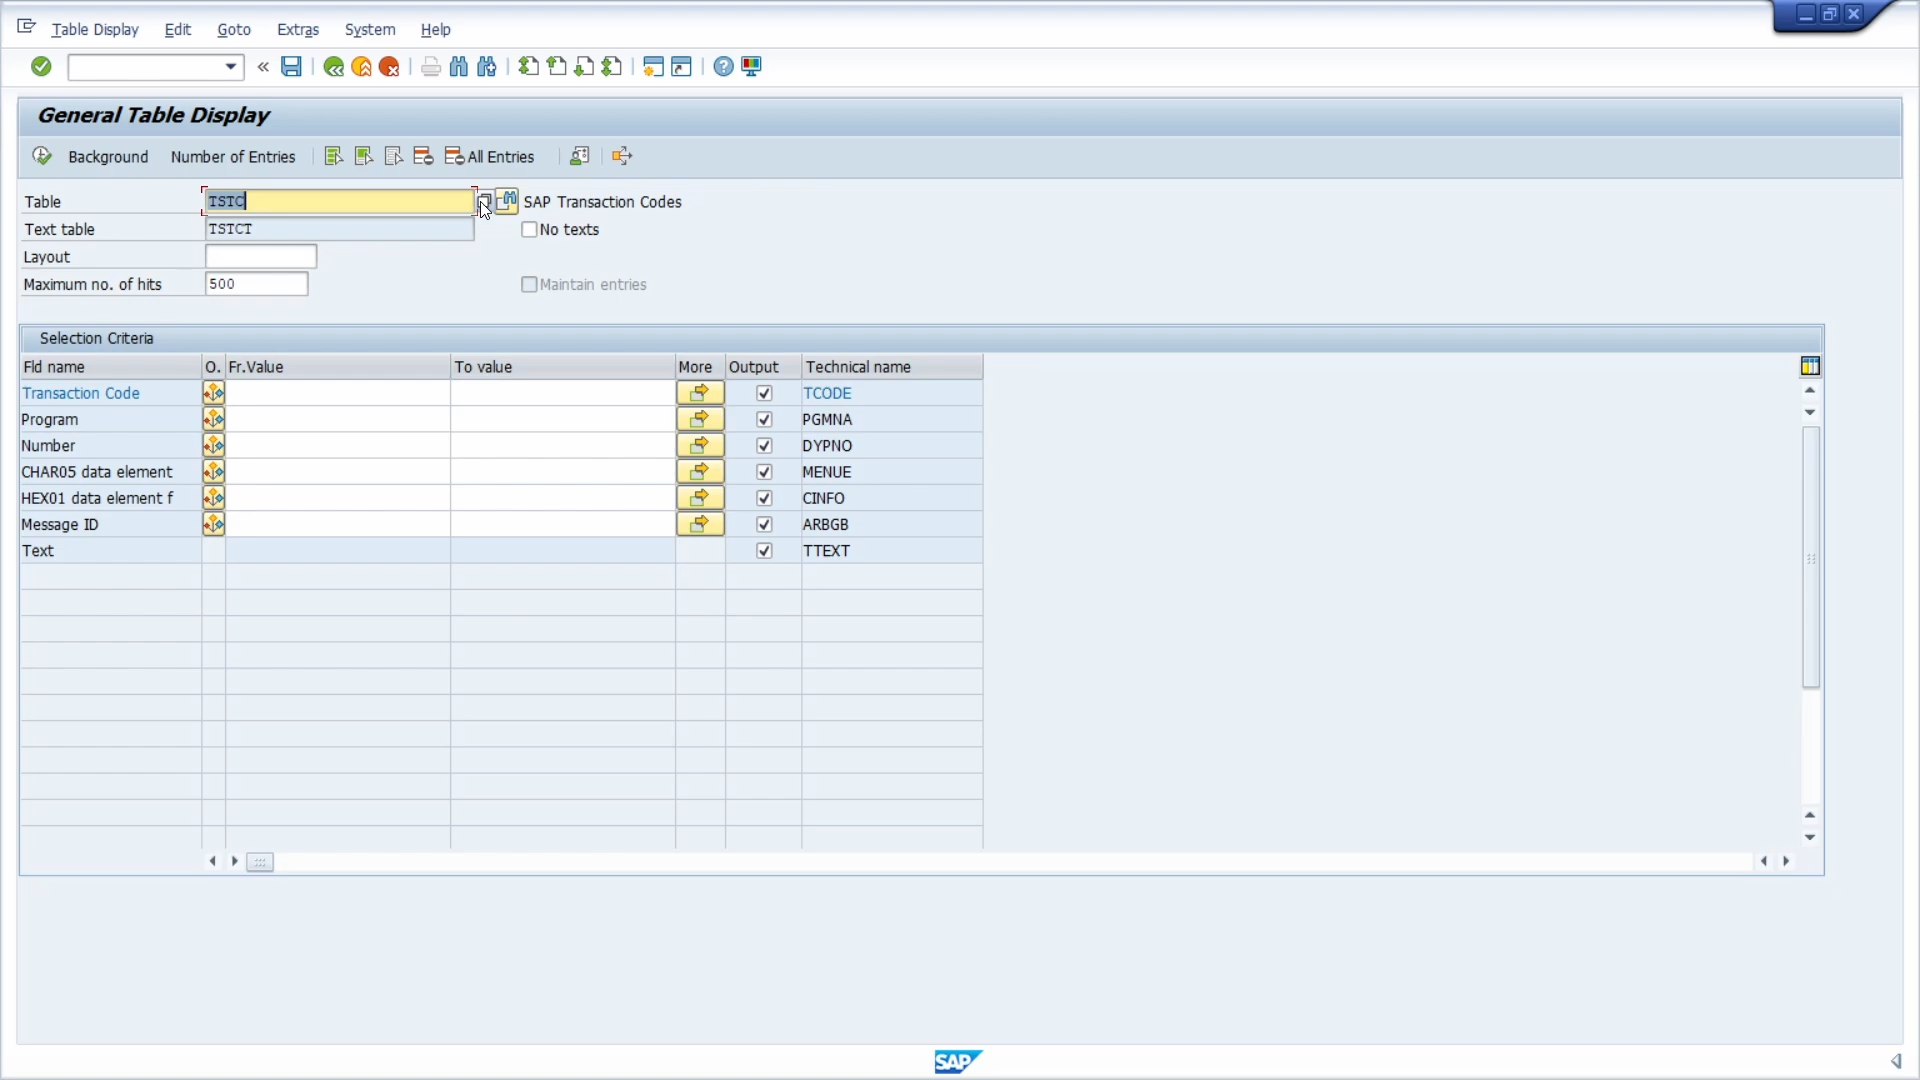 Table Display Edit Goto Extras System Help
General Table Display
Background Number of Entries All Entries
Table TSTC SAP Transaction Codes
Text table TSTCT No texts
Layout
Maximum no. of hits 500 Maintain entries
Selection Criteria
Fld name O. Fr.Value To value More Output Technical name
Transaction Code TCODE
Program PGMNA
Number DYPNO
CHAR05 data element MENUE
HEX01 data element f CINFO
Message ID ARBGB
Text TTEXT
SAP